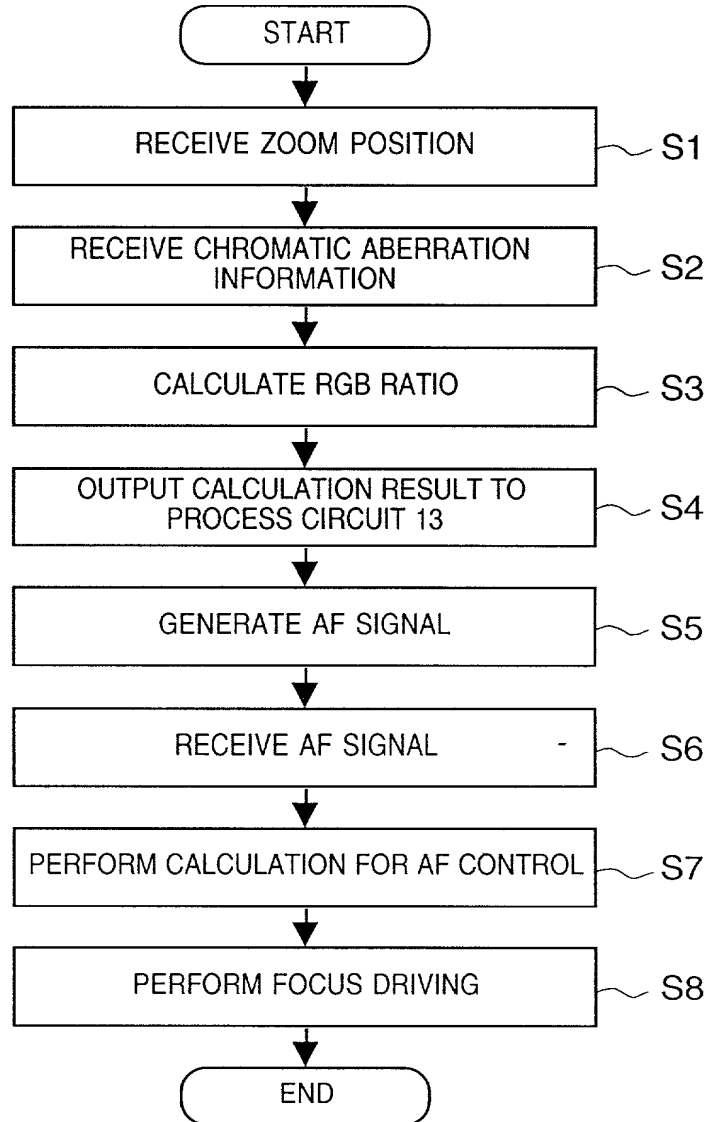 START
RECEIVE ZOOM POSITION
S1
RECEIVE CHROMATIC ABERRATION
INFORMATION
S2
CALCULATE RGB RATIO
S3
OUTPUT CALCULATION RESULT TO
PROCESS CIRCUIT 13
S4
GENERATE AF SIGNAL
S5
RECEIVE AF SIGNAL
S6
PERFORM CALCULATION FOR AF CONTROL
S7
PERFORM FOCUS DRIVING
S8
END